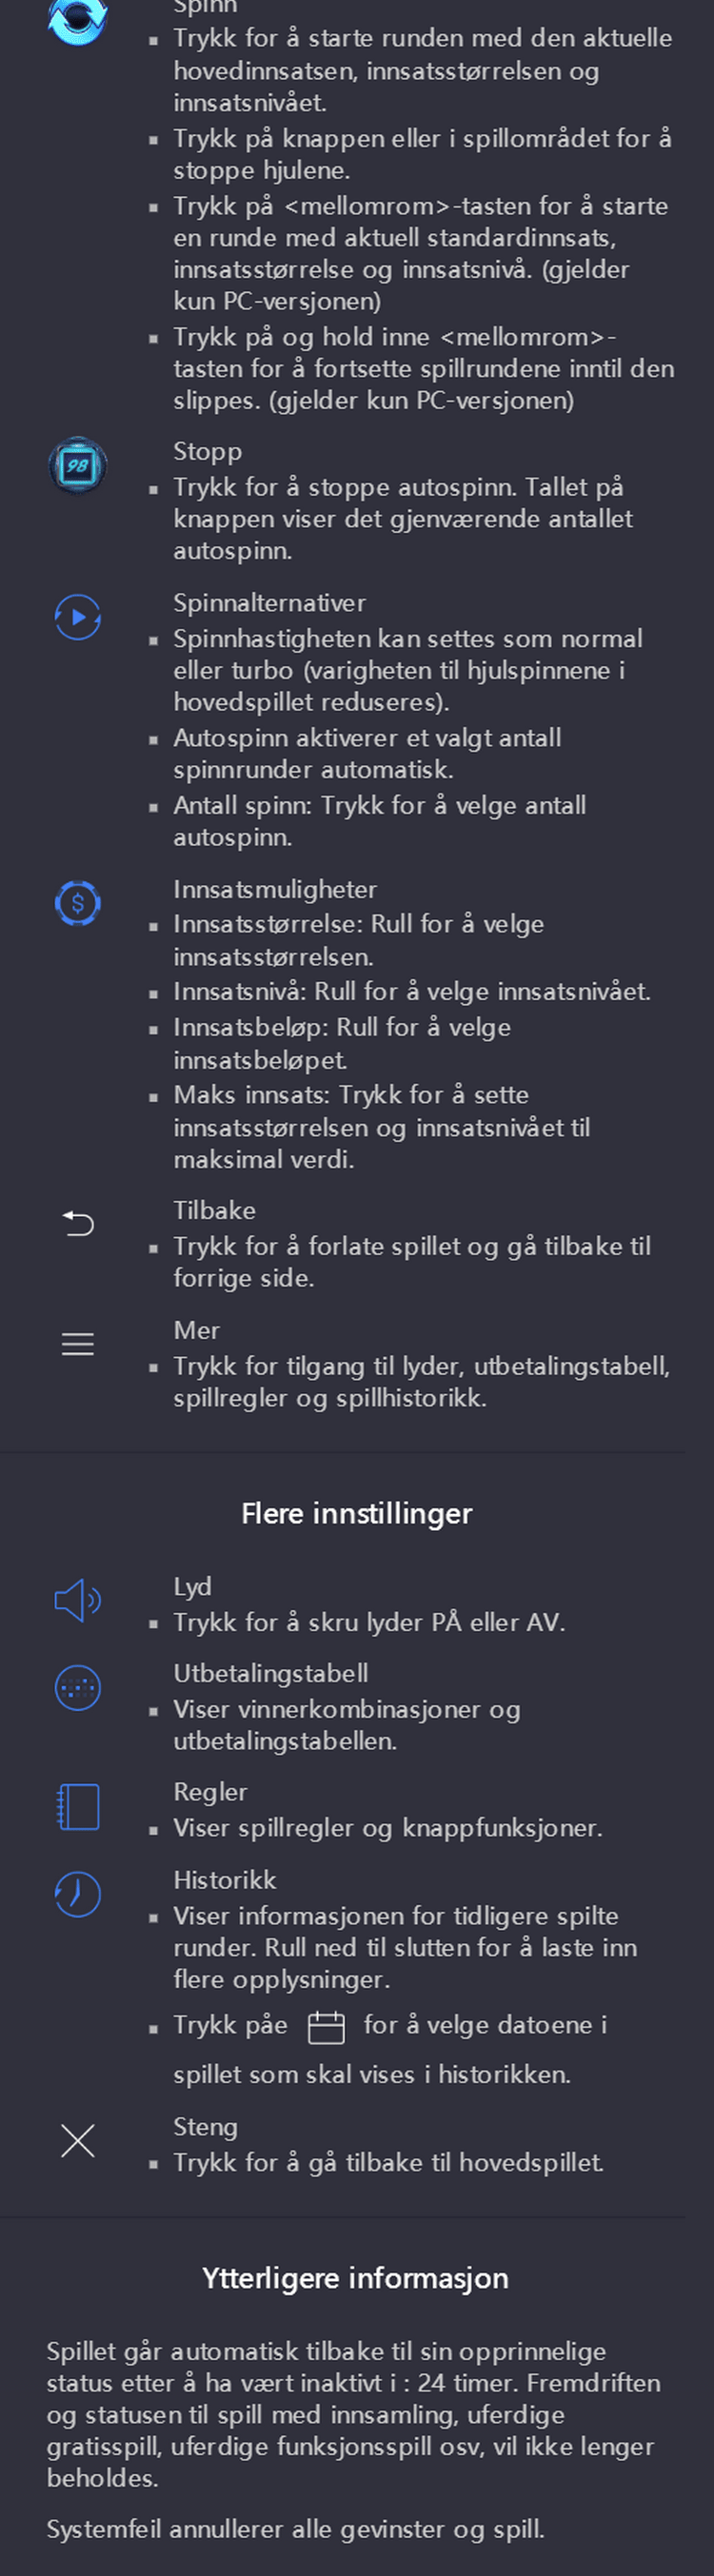 Spinn
▪ Trykk for å starte runden med den aktuelle
hovedinnsatsen, innsatsstørrelsen og
innsatsnivået.
▪ Trykk på knappen eller i spillområdet for å
stoppe hjulene.
▪ Trykk på <mellomrom>-tasten for å starte
en runde med aktuell standardinnsats,
innsatsstørrelse og innsatsnivå. (gjelder
kun PC-versjonen)
▪ Trykk på og hold inne <mellomrom>-
tasten for å fortsette spillrundene inntil den
slippes. (gjelder kun PC-versjonen)
98
Stopp
▪ Trykk for å stoppe autospinn. Tallet på
knappen viser det gjenværende antallet
autospinn.
Spinnalternativer
▪ Spinnhastigheten kan settes som normal
eller turbo (varigheten til hjulspinnene i
hovedspillet reduseres).
▪ Autospinn aktiverer et valgt antall
spinnrunder automatisk.
▪ Antall spinn: Trykk for å velge antall
autospinn.
$
Innsatsmuligheter
▪ Innsatsstørrelse: Rull for å velge
innsatsstørrelsen.
▪ Innsatsnivå: Rull for å velge innsatsnivået.
▪ Innsatsbeløp: Rull for å velge
innsatsbeløpet.
▪ Maks innsats: Trykk for å sette
innsatsstørrelsen og innsatsnivået til
maksimal verdi.
Tilbake
▪ Trykk for å forlate spillet og gå tilbake til
forrige side.
Mer
▪ Trykk for tilgang til lyder, utbetalingstabell,
spillregler og spillhistorikk.
Flere innstillinger
Lyd
▪ Trykk for å skru lyder PÅ eller AV.
Utbetalingstabell
▪ Viser vinnerkombinasjoner og
utbetalingstabellen.
Regler
▪ Viser spillregler og knappfunksjoner.
Historikk
▪ Viser informasjonen for tidligere spilte
runder. Rull ned til slutten for å laste inn
flere opplysninger.
▪ Trykk påe for å velge datoene i
spillet som skal vises i historikken.
Steng
▪ Trykk for å gå tilbake til hovedspillet.
Ytterligere informasjon
Spillet går automatisk tilbake til sin opprinnelige
status etter å ha vært inaktivt i : 24 timer. Fremdriften
og statusen til spill med innsamling, uferdige
gratisspill, uferdige funksjonsspill osv, vil ikke lenger
beholdes.
Systemfeil annullerer alle gevinster og spill.